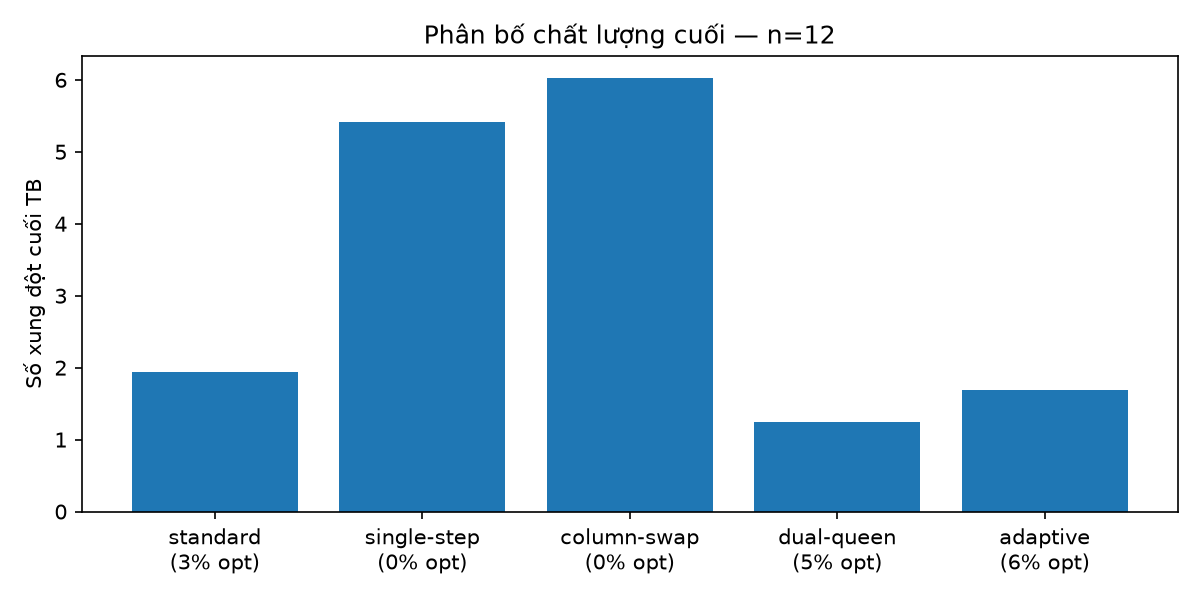 Phân bố chất lượng cuối — n=12
Số xung đột cuối TB
6
5
4
3
2
1
0
standard
(3% opt)
single-step
(0% opt)
column-swap
(0% opt)
dual-queen
(5% opt)
adaptive
(6% opt)